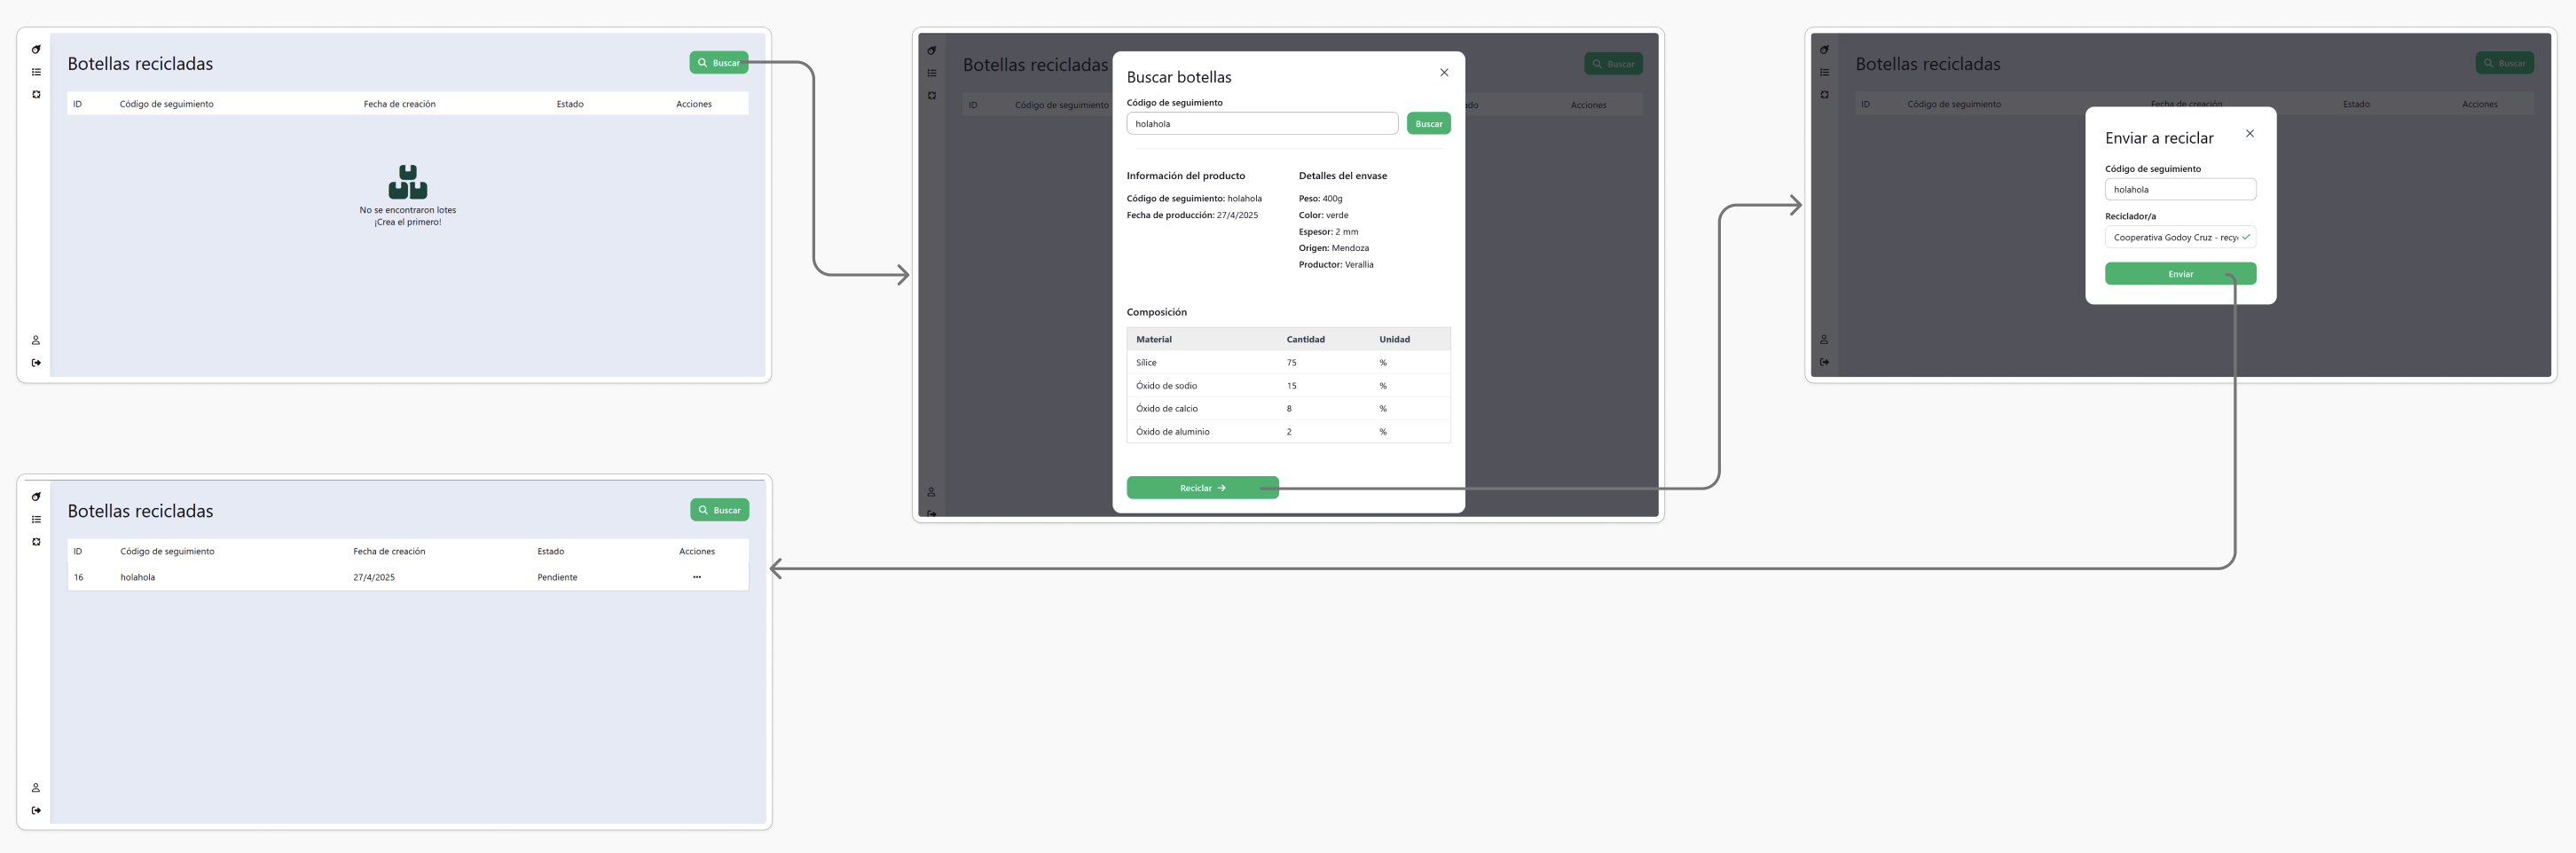 Botellas recicladas
Buscar
ID Código de seguimiento Fecha de creación Estado Acciones
No se encontraron lotes
¡Crea el primero!
Botellas recicladas
Buscar
ID Código de seguimiento ado Acciones
Buscar botellas
Código de seguimiento
holahola Buscar
Información del producto
Código de seguimiento: holahola
Fecha de producción: 27/4/2025
Detalles del envase
Peso: 400g
Color: verde
Espesor: 2 mm
Origen: Mendoza
Productor: Verallia
Composición
Material Cantidad Unidad
Sílice 75 %
Óxido de sodio 15 %
Óxido de calcio 8 %
Óxido de aluminio 2 %
Reciclar
Botellas recicladas
Buscar
ID Código de seguimiento Fecha de creación Estado Acciones
Enviar a reciclar
Código de seguimiento
holahola
Reciclador/a
Cooperativa Godoy Cruz - recy
Enviar
Botellas recicladas
Buscar
ID Código de seguimiento Fecha de creación Estado Acciones
16 holahola 27/4/2025 Pendiente ...